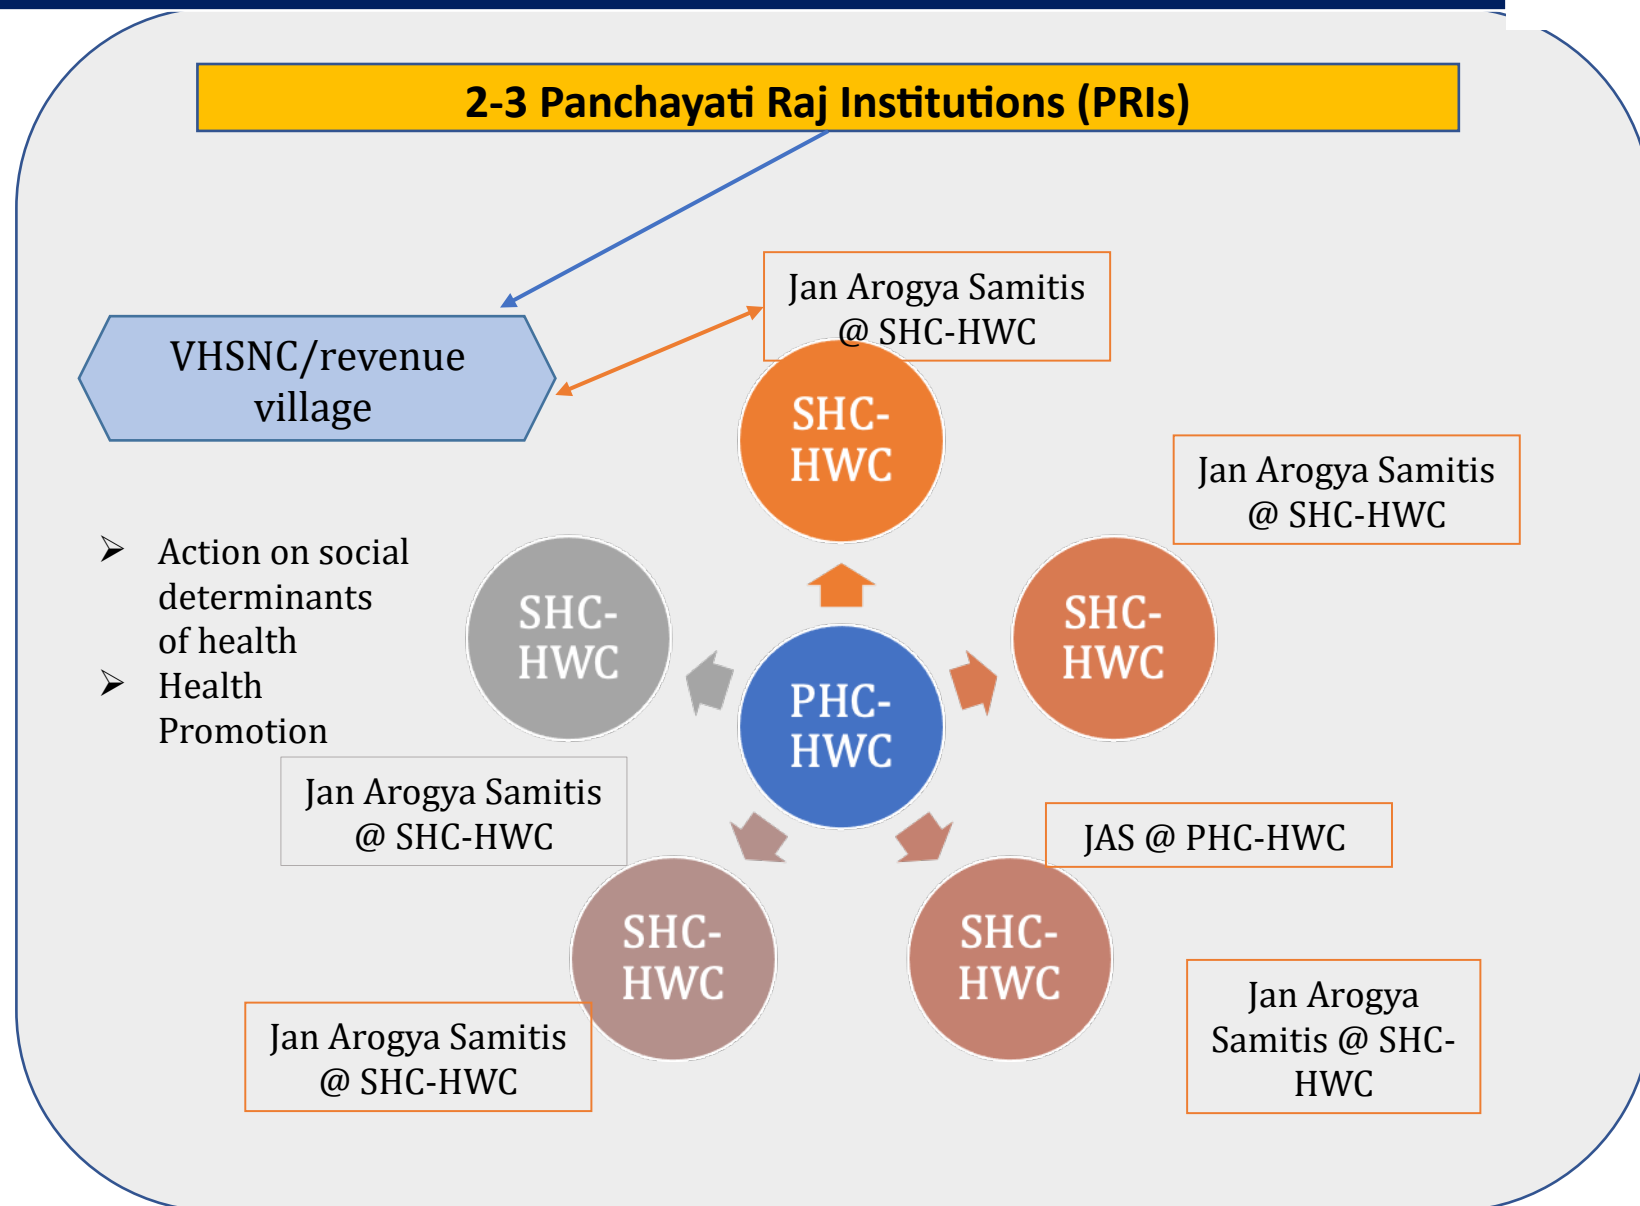 2-3 Panchayati Raj Institutions (PRIs)
Jan Arogya Samitis
@ SHC-HWC
VHSNC/revenue
village
SHC-
HWC
Jan Arogya Samitis
@ SHC-HWC
➢ Action on social
determinants
of health
➢ Health
Promotion
SHC-
HWC
SHC-
HWC
PHC-
HWC
Jan Arogya Samitis
@ SHC-HWC
JAS @ PHC-HWC
SHC-
HWC
SHC-
HWC
Jan Arogya Samitis
@ SHC-HWC
Jan Arogya
Samitis @ SHC-
HWC